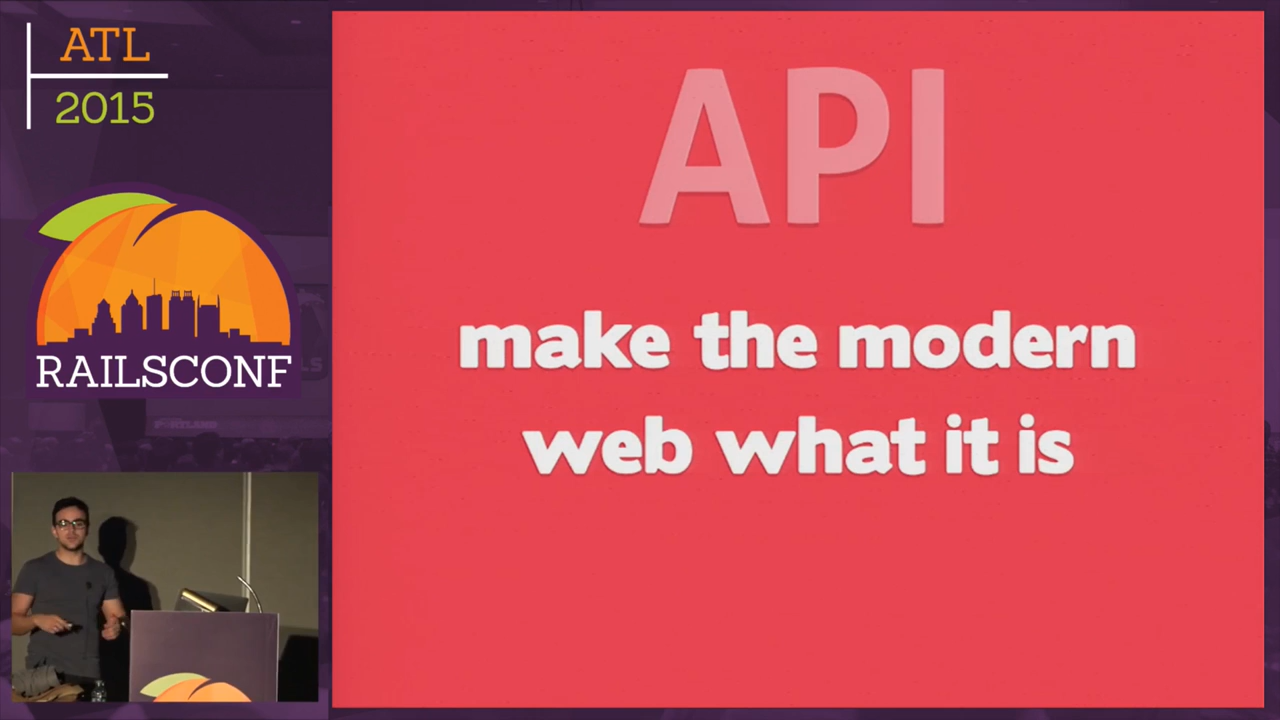 ATL
2015
RAILSCONF
API
make the modern
web what it is